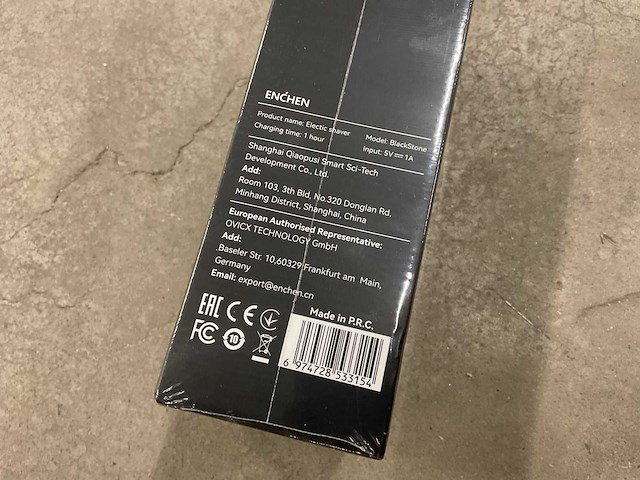 ENCHEN
Product name: Electic shaver Model: BlackStone
Charging time: 1 hour Input: 5V⎓1A
Shanghai Qiaopusi Smart Sci-Tech
Development Co., Ltd.
Add:
Room 103, 3th Bld, No.320 Donglan Rd,
Minhang District, Shanghai, China
European Authorised Representative:
OVICX TECHNOLOGY GmbH
Add:
Baseler Str. 10,60329 Frankfurt am Main,
Germany
Email: export@enchen.cn
EAC CE
FC 10
Made in P.R.C.
6 974728 533154